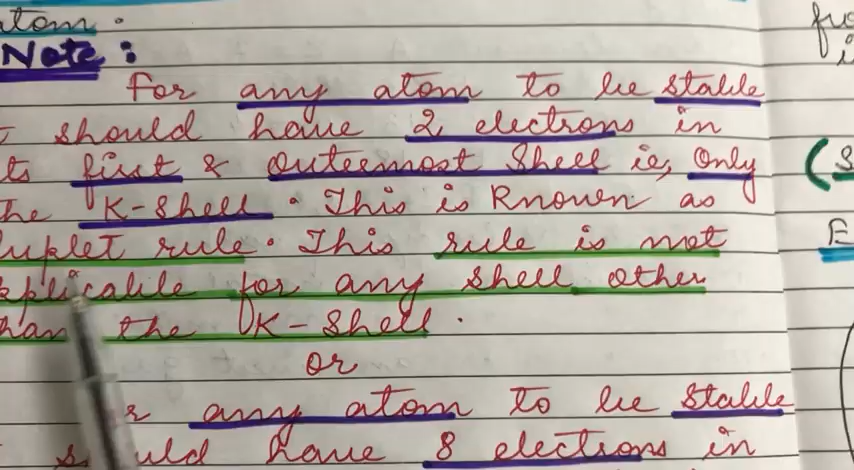 atom.
Note:
For any atom to be stable
should have 2 electrons in
its first & outermost shell ie, only
the K-shell. This is known as
duplet rule. This rule is not
applicable for any shell other
than the K-shell.
or
any atom to be stable
should have 8 electrons in